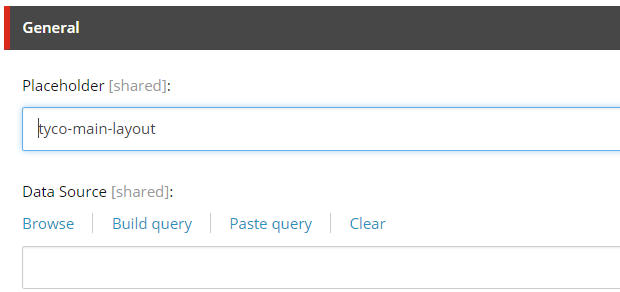 General
Placeholder [shared]:
tyco-main-layout
Data Source [shared]:
Browse Build query Paste query Clear